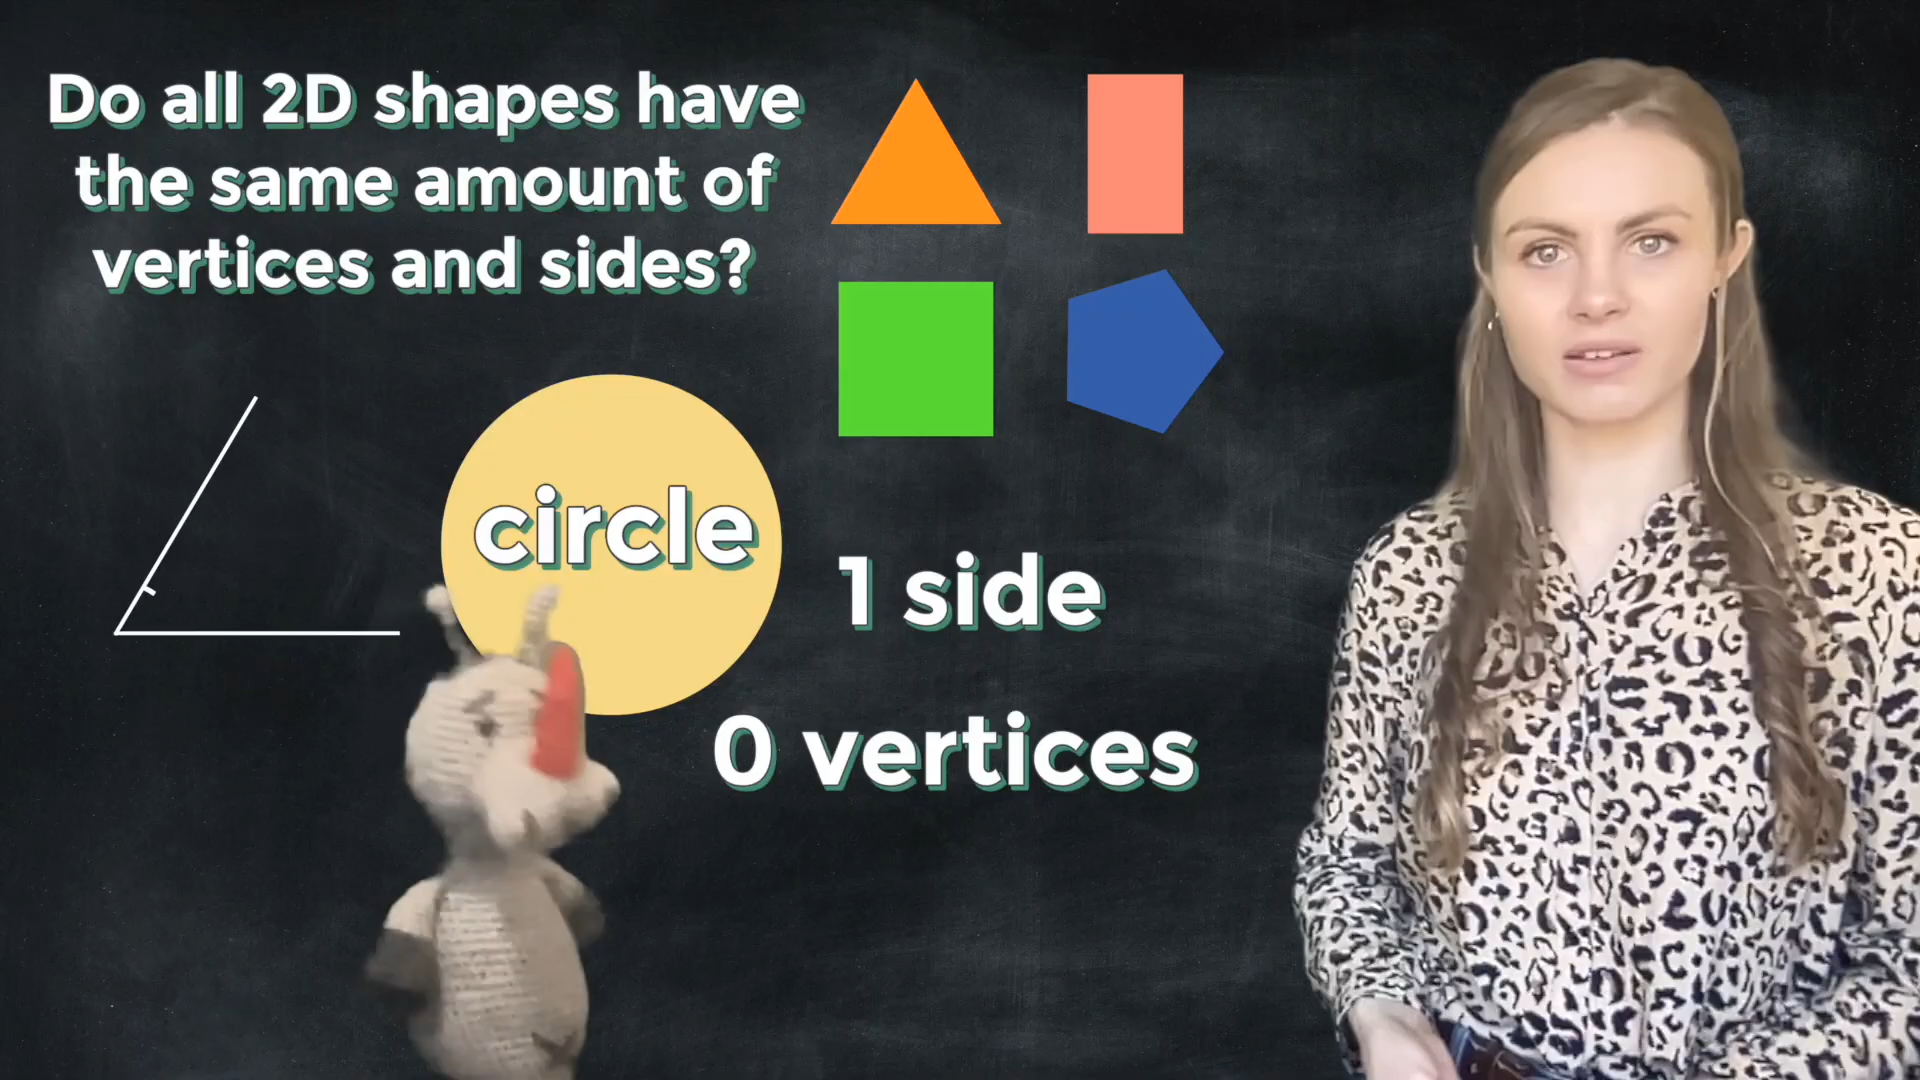 Do all 2D shapes have
the same amount of
vertices and sides?
circle
1 side
0 vertices